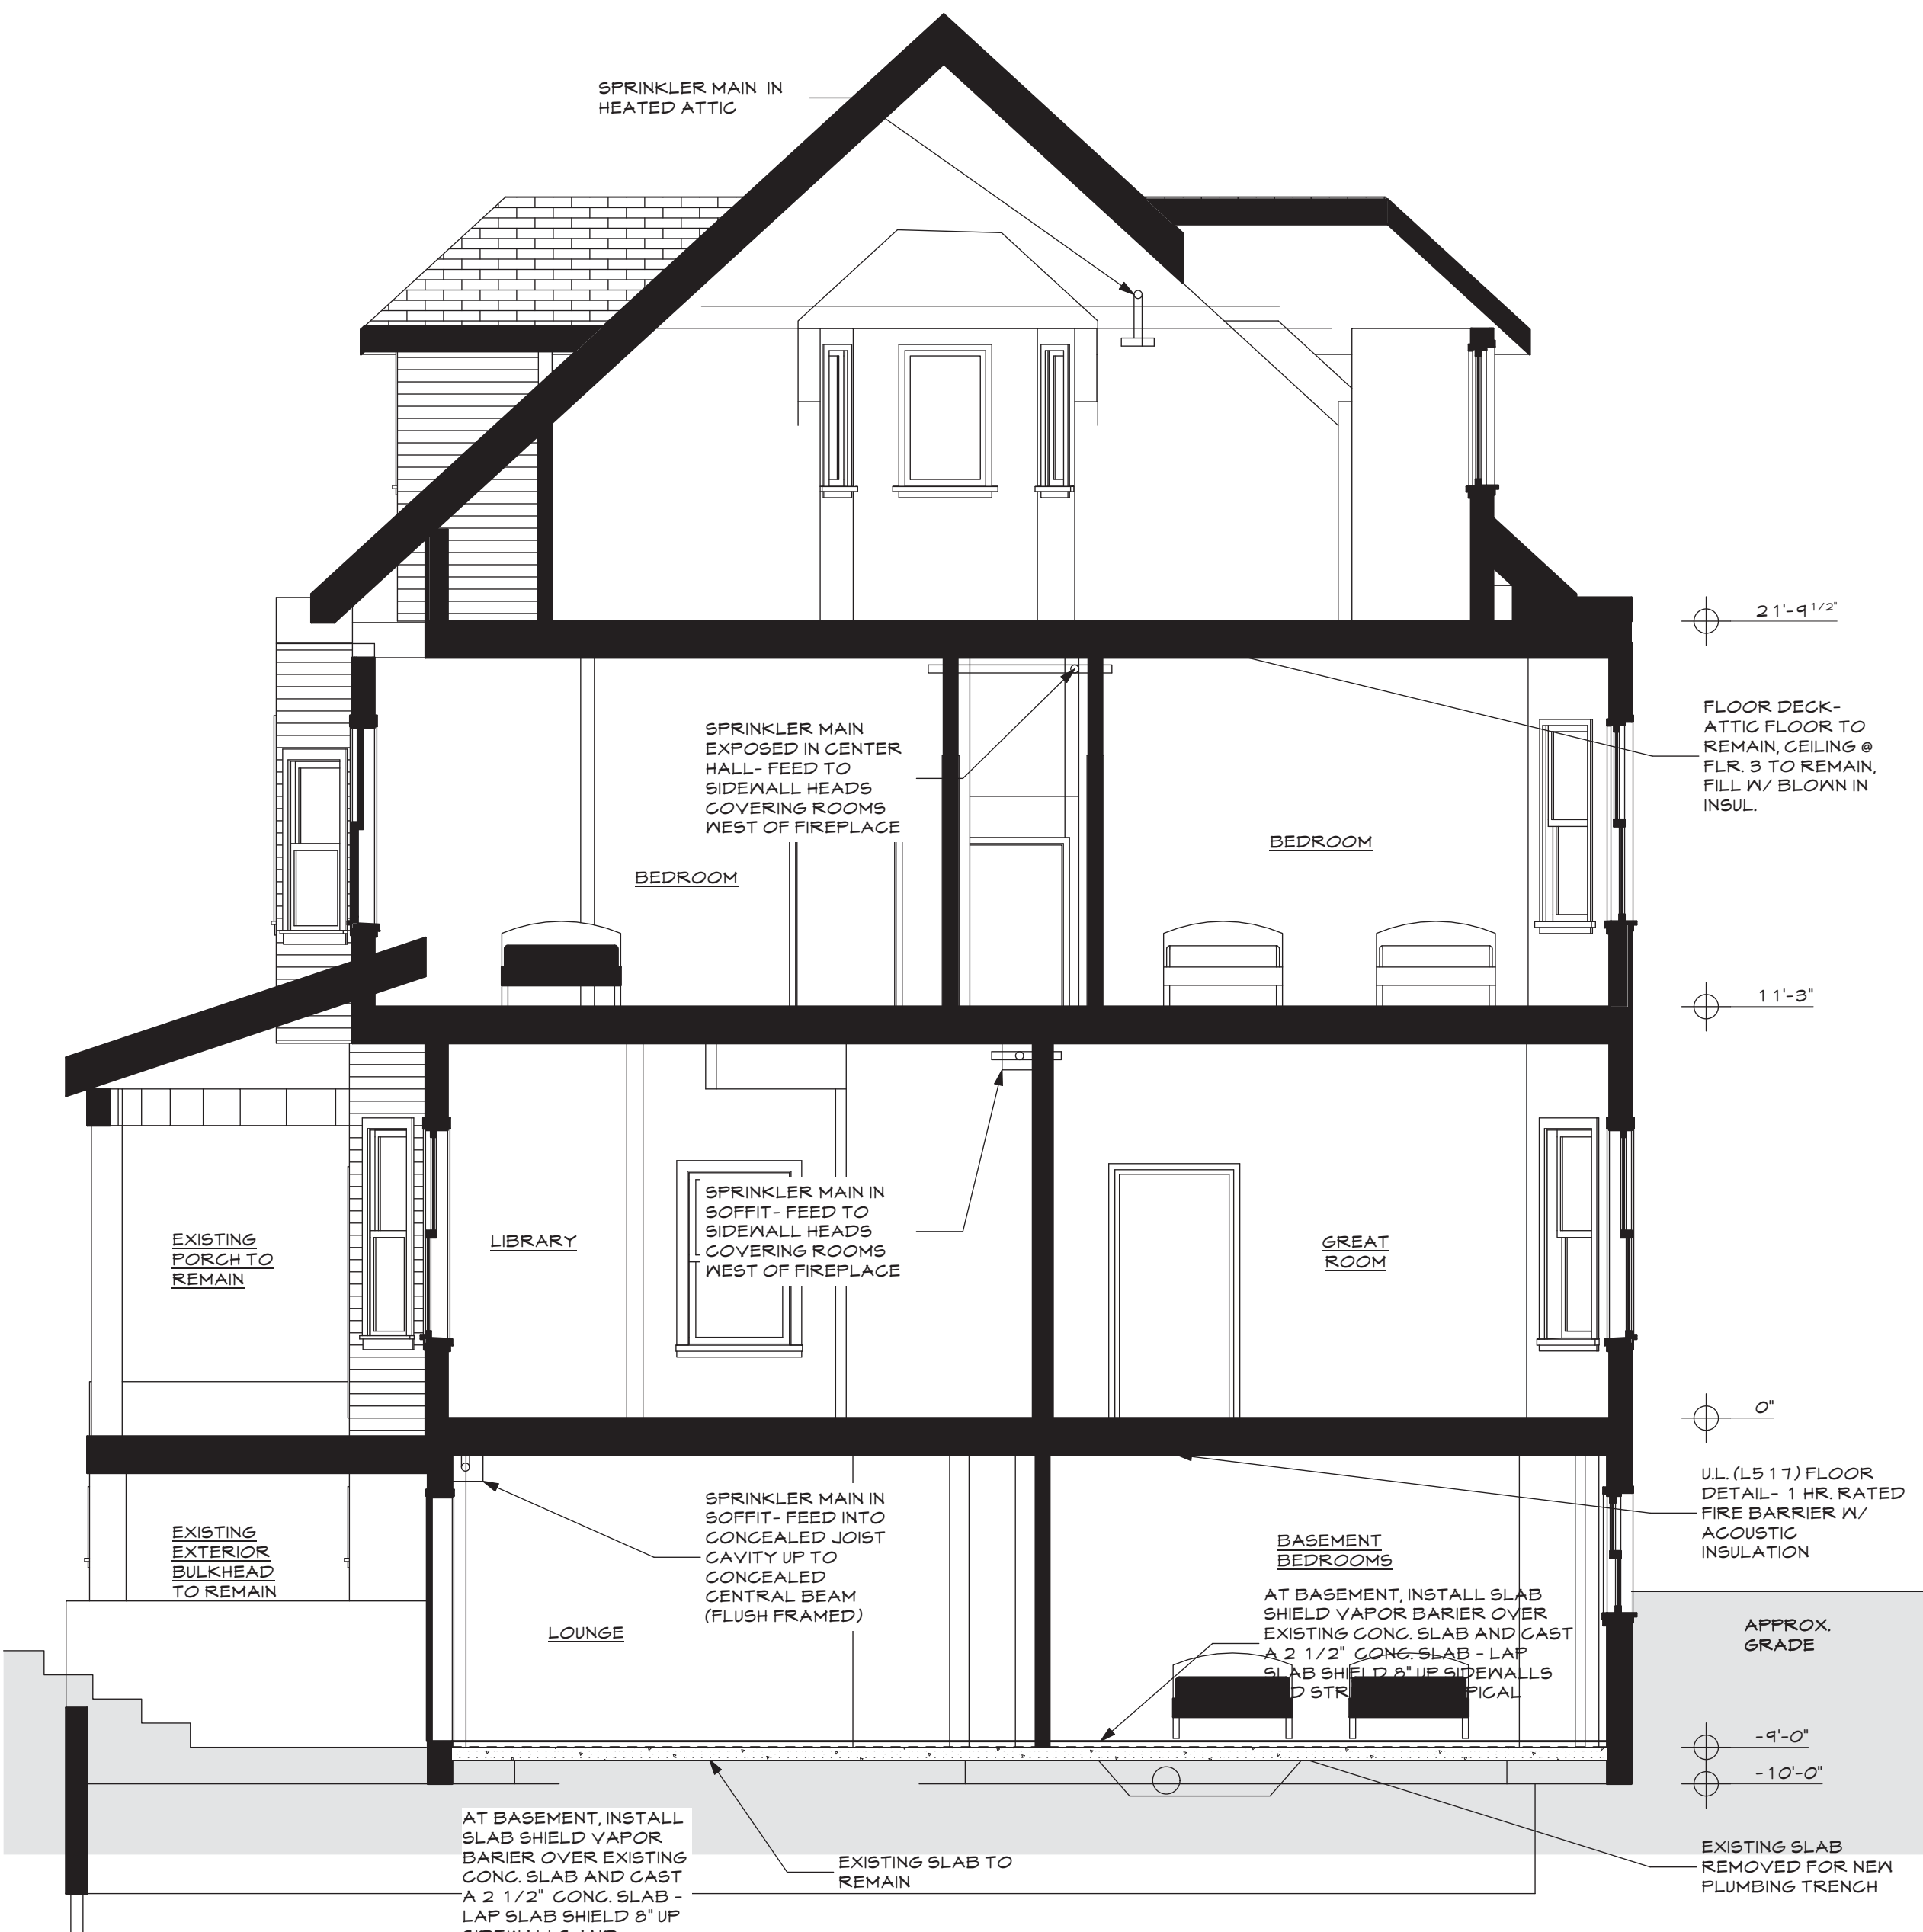 SPRINKLER MAIN IN
HEATED ATTIC
21'-9 1/2"
FLOOR DECK-
ATTIC FLOOR TO
REMAIN, CEILING @
FLR. 3 TO REMAIN,
FILL W/ BLOWN IN
INSUL.
SPRINKLER MAIN
EXPOSED IN CENTER
HALL- FEED TO
SIDEWALL HEADS
COVERING ROOMS
WEST OF FIREPLACE
BEDROOM
BEDROOM
11'-3"
EXISTING
PORCH TO
REMAIN
LIBRARY
SPRINKLER MAIN IN
SOFFIT- FEED TO
SIDEWALL HEADS
COVERING ROOMS
WEST OF FIREPLACE
GREAT
ROOM
0"
U.L. (L517) FLOOR
DETAIL- 1 HR. RATED
FIRE BARRIER W/
ACOUSTIC
INSULATION
EXISTING
EXTERIOR
BULKHEAD
TO REMAIN
SPRINKLER MAIN IN
SOFFIT- FEED INTO
CONCEALED JOIST
CAVITY UP TO
CONCEALED
CENTRAL BEAM
(FLUSH FRAMED)
LOUNGE
BASEMENT
BEDROOMS
AT BASEMENT, INSTALL SLAB
SHIELD VAPOR BARIER OVER
EXISTING CONC. SLAB AND CAST
A 2 1/2" CONC. SLAB - LAP
SLAB SHIELD 8" UP SIDEWALLS
APPROX.
GRADE
-9'-0"
-10'-0"
AT BASEMENT, INSTALL
SLAB SHIELD VAPOR
BARIER OVER EXISTING
CONC. SLAB AND CAST
A 2 1/2" CONC. SLAB -
LAP SLAB SHIELD 8" UP
EXISTING SLAB TO
REMAIN
EXISTING SLAB
REMOVED FOR NEW
PLUMBING TRENCH